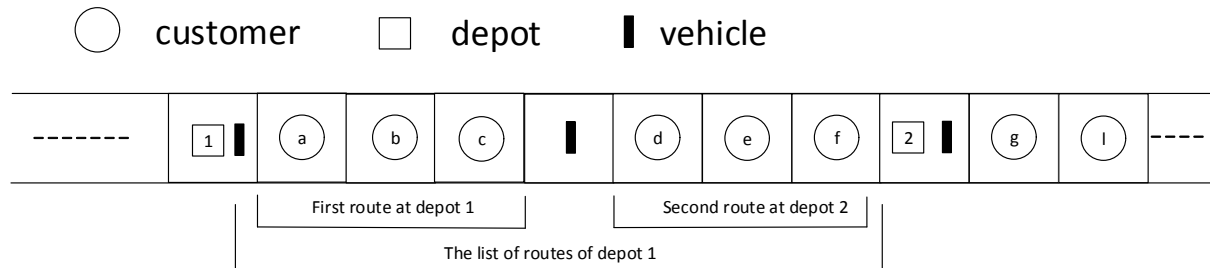 customer depot vehicle
1 a b c d e f 2 g l
First route at depot 1 Second route at depot 2
The list of routes of depot 1